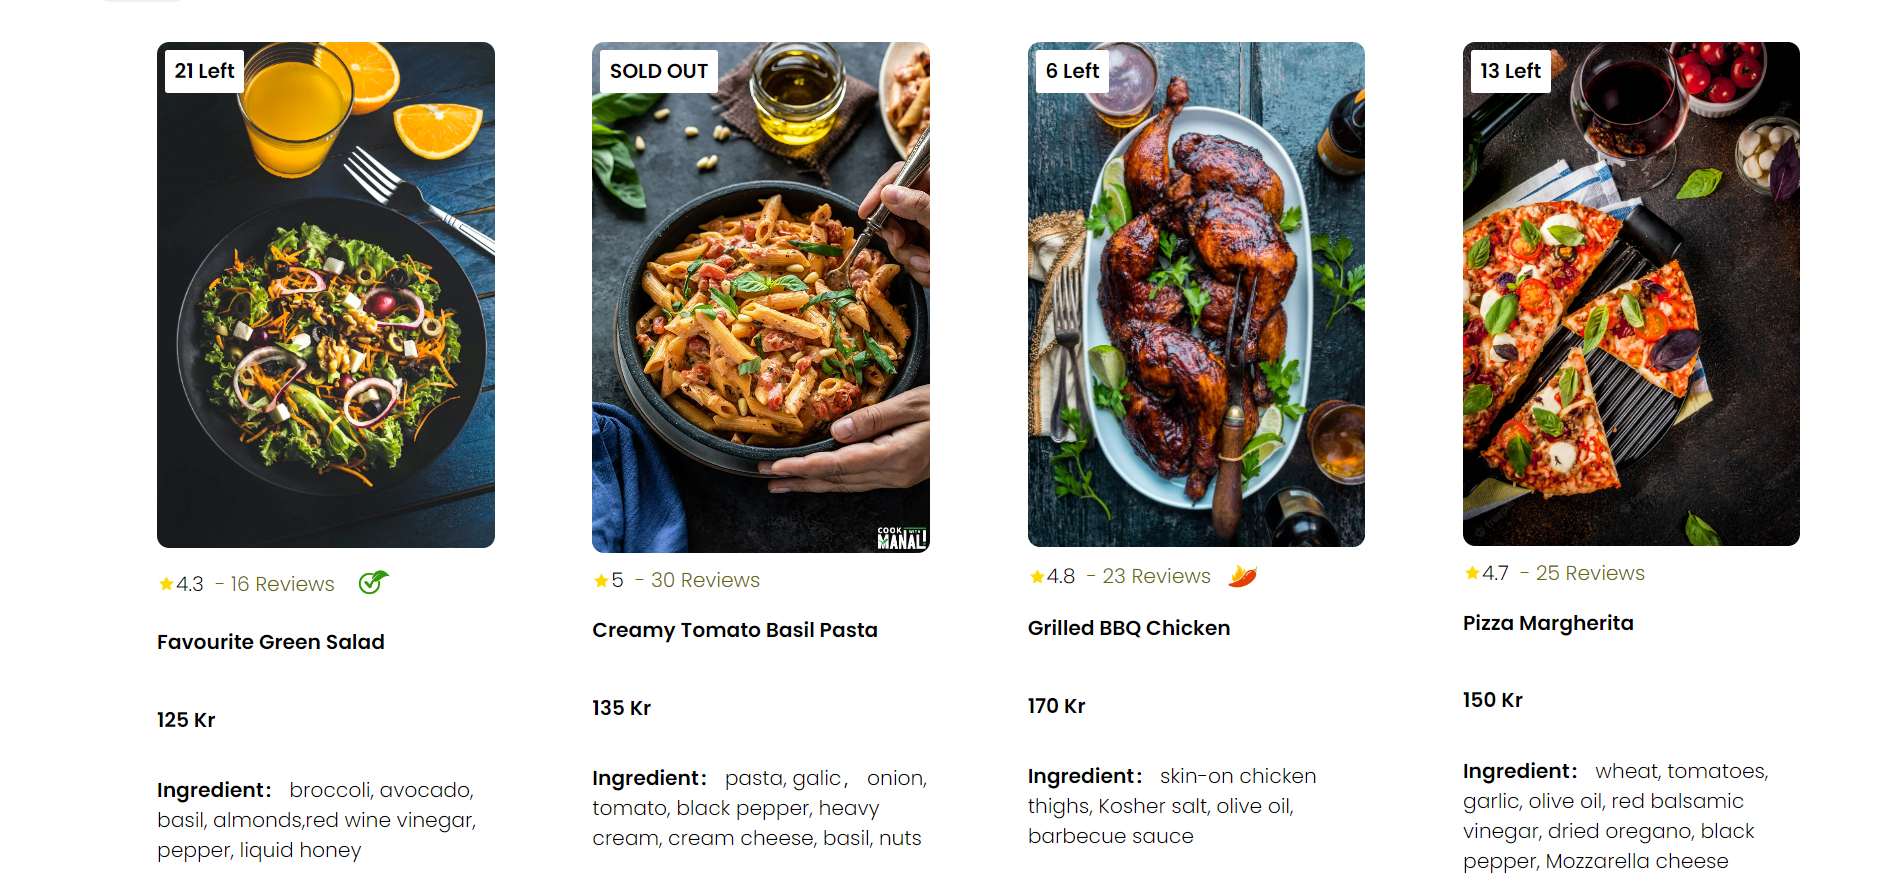 21 Left
4.3 - 16 Reviews
Favourite Green Salad
125 Kr
Ingredient: broccoli, avocado,
basil, almonds,red wine vinegar,
pepper, liquid honey
SOLD OUT
COOK WITH
MANALI
5 - 30 Reviews
Creamy Tomato Basil Pasta
135 Kr
Ingredient: pasta, galic, onion,
tomato, black pepper, heavy
cream, cream cheese, basil, nuts
6 Left
4.8 - 23 Reviews
Grilled BBQ Chicken
170 Kr
Ingredient: skin-on chicken
thighs, Kosher salt, olive oil,
barbecue sauce
13 Left
4.7 - 25 Reviews
Pizza Margherita
150 Kr
Ingredient: wheat, tomatoes,
garlic, olive oil, red balsamic
vinegar, dried oregano, black
pepper, Mozzarella cheese